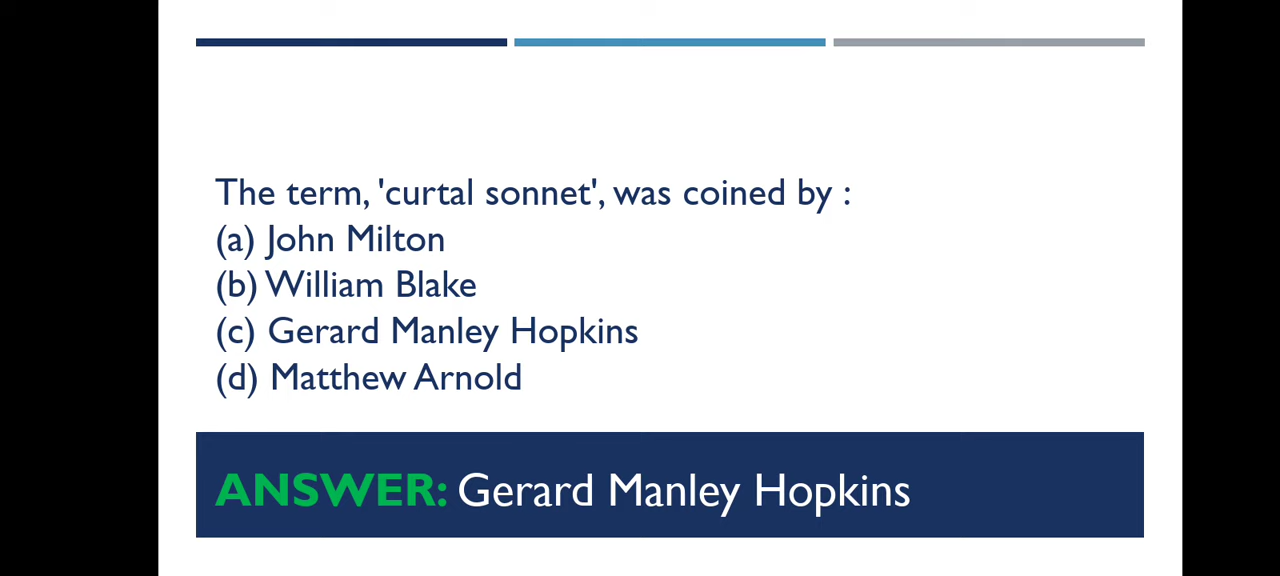 The term, 'curtal sonnet', was coined by :
(a) John Milton
(b) William Blake
(c) Gerard Manley Hopkins
(d) Matthew Arnold
ANSWER: Gerard Manley Hopkins